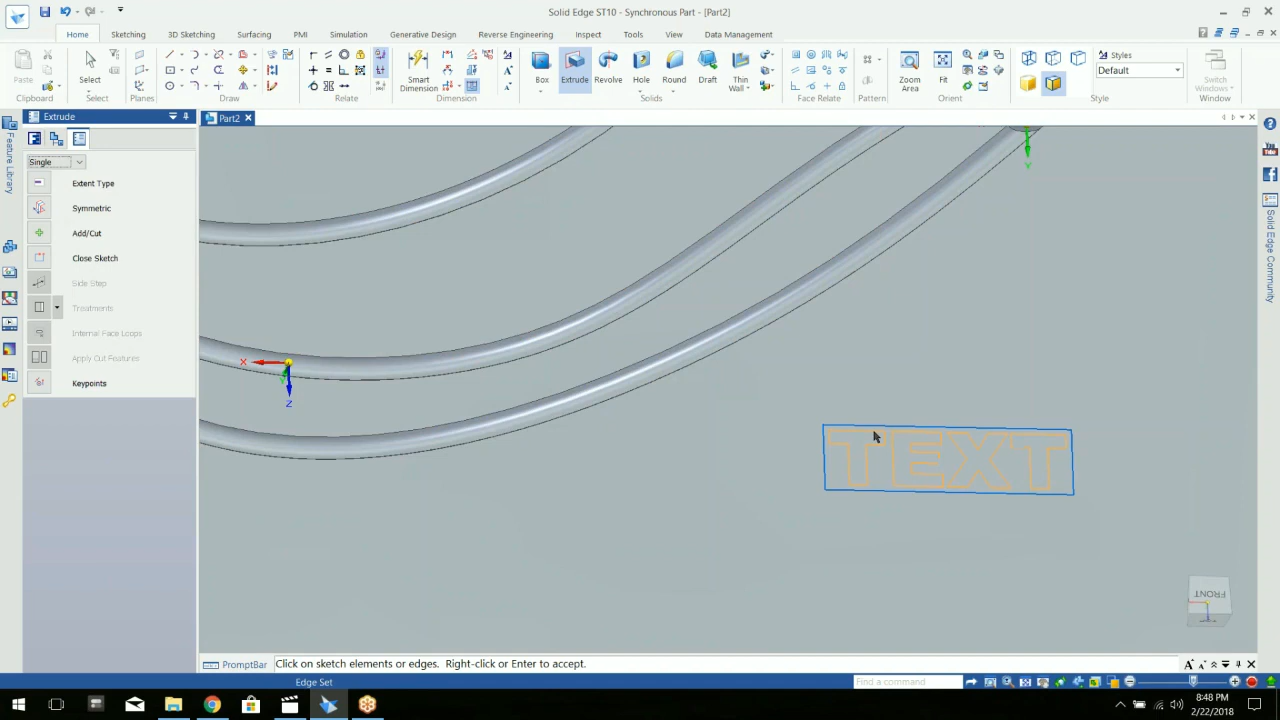 Solid Edge ST10 - Synchronous Part - [Part2]
Home Sketching 3D Sketching Surfacing PMI Simulation Generative Design Reverse Engineering Inspect Tools View Data Management
Paste Select Smart Dimension Box Extrude Revolve Hole Round Draft Thin Wall Zoom Area Fit Styles Default Switch Windows
Clipboard Select Planes Draw Relate Dimension Solids Face Relate Pattern Orient Style Window
Extrude
Part2
Single
Extent Type
Symmetric
Add/Cut
Close Sketch
Side Step
Treatments
Internal Face Loops
Apply Cut Features
Keypoints
Feature Library
Solid Edge Community
Y
X
Z
TEXT
FRONT
PromptBar Click on sketch elements or edges. Right-click or Enter to accept.
Edge Set
Find a command
8:48 PM
2/22/2018